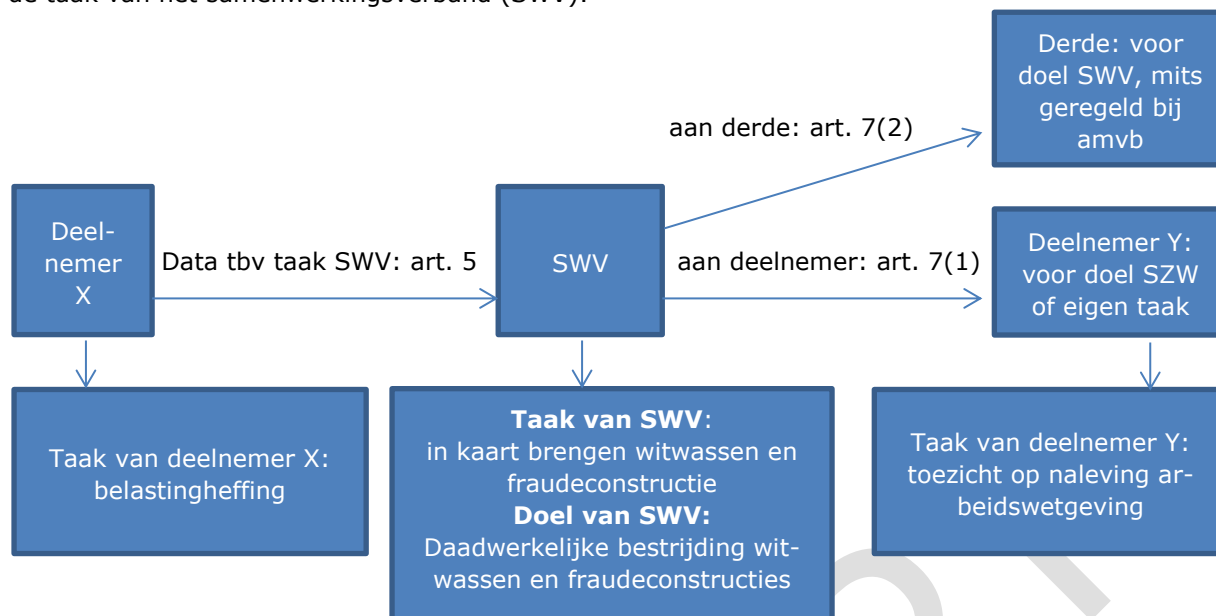 de taak van het samenwerkingsverband (SWV).
Derde: voor
doel SWV, mits
geregeld bij
amvb
aan derde: art. 7(2)
Deel-
nemer
X
Data tbv taak SWV: art. 5
SWV
aan deelnemer: art. 7(1)
Deelnemer Y:
voor doel SZW
of eigen taak
Taak van deelnemer X:
belastingheffing
Taak van SWV:
in kaart brengen witwassen en
fraudeconstructie
Doel van SWV:
Daadwerkelijke bestrijding wit-
wassen en fraudeconstructies
Taak van deelnemer Y:
toezicht op naleving ar-
beidswetgeving